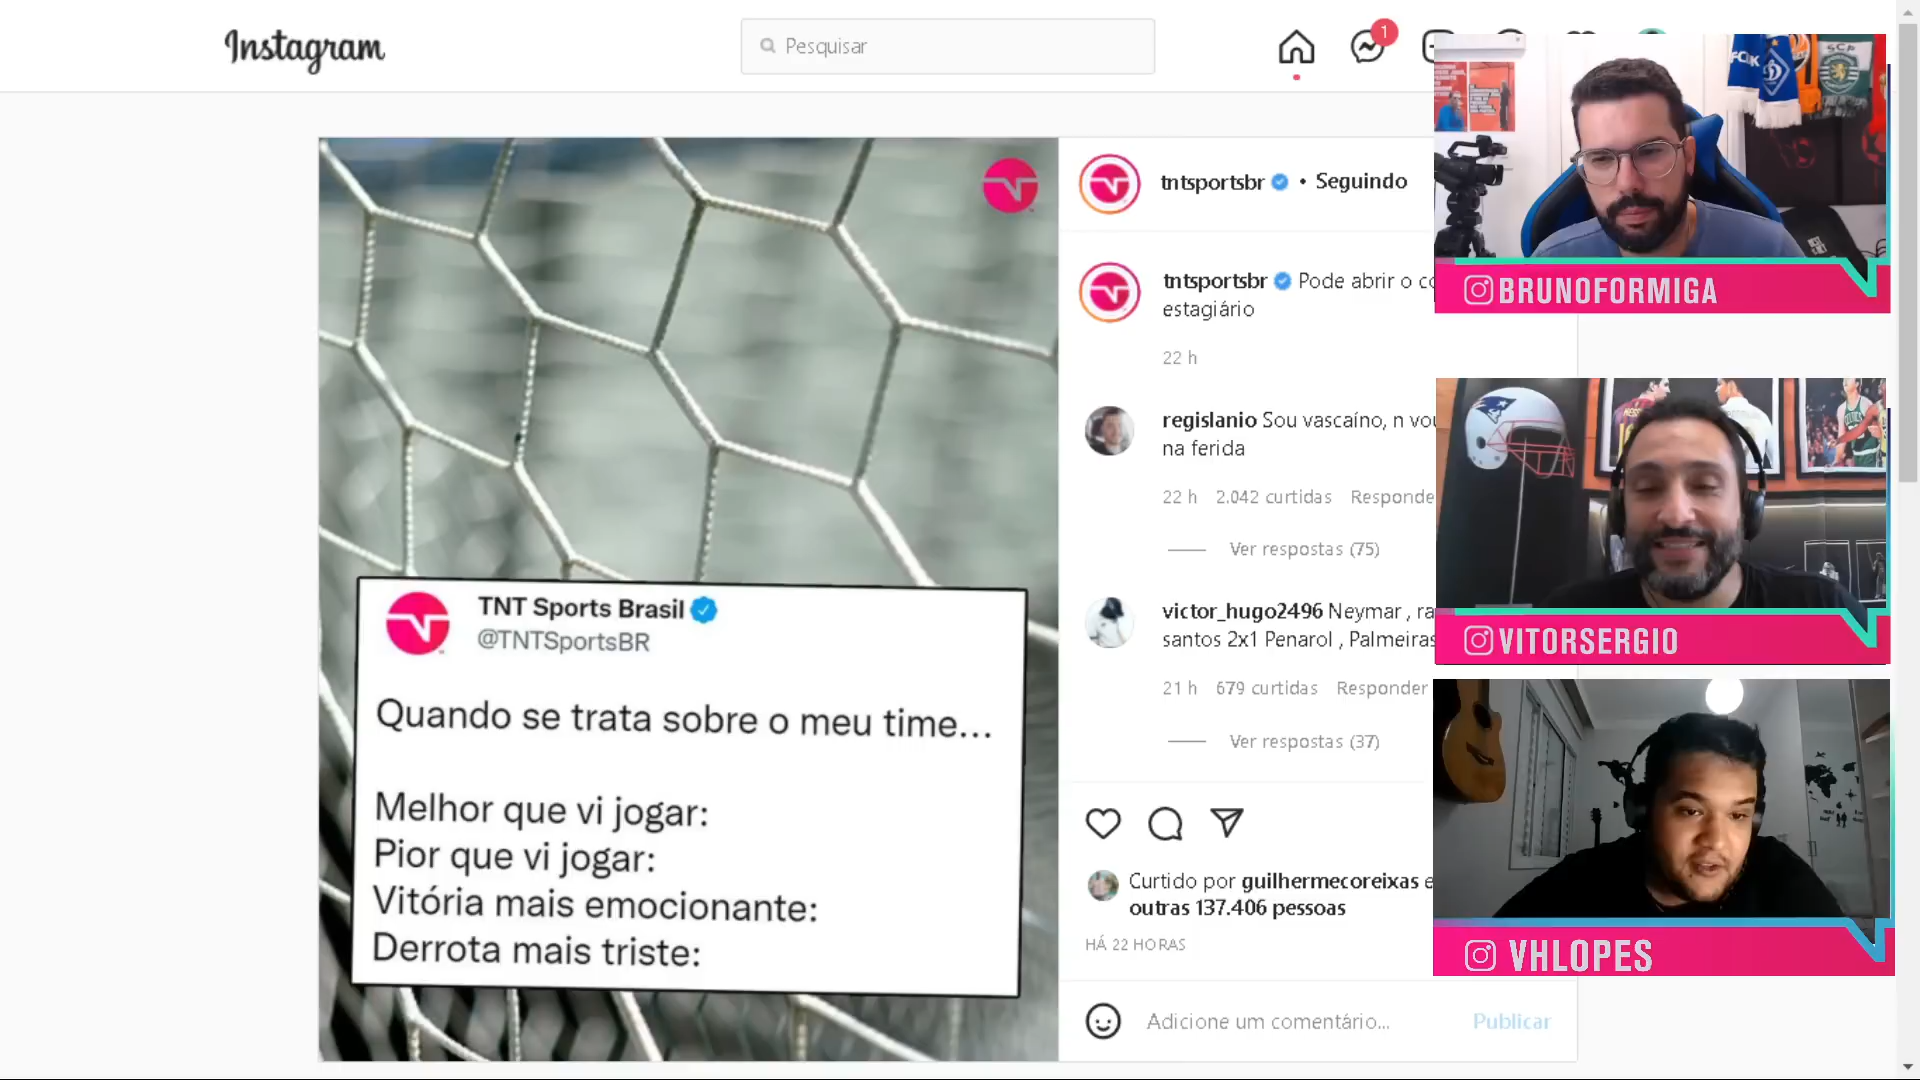 Instagram
Pesquisar
1
tntsportsbr • Seguindo
tntsportsbr Pode abrir o
estagiário
22 h
regislanio Sou vascaíno, n vou
na ferida
22 h 2.042 curtidas Responde
Ver respostas (75)
victor_hugo2496 Neymar , ra
santos 2x1 Penarol , Palmeiras
21 h 679 curtidas Responder
Ver respostas (37)
Curtido por guilhermecoreixas e
outras 137.406 pessoas
HÁ 22 HORAS
Adicione um comentário... Publicar
TNT Sports Brasil
@TNTSportsBR
Quando se trata sobre o meu time...
Melhor que vi jogar:
Pior que vi jogar:
Vitória mais emocionante:
Derrota mais triste:
SCP
BRUNOFORMIGA
VITORSERGIO
VHLOPES